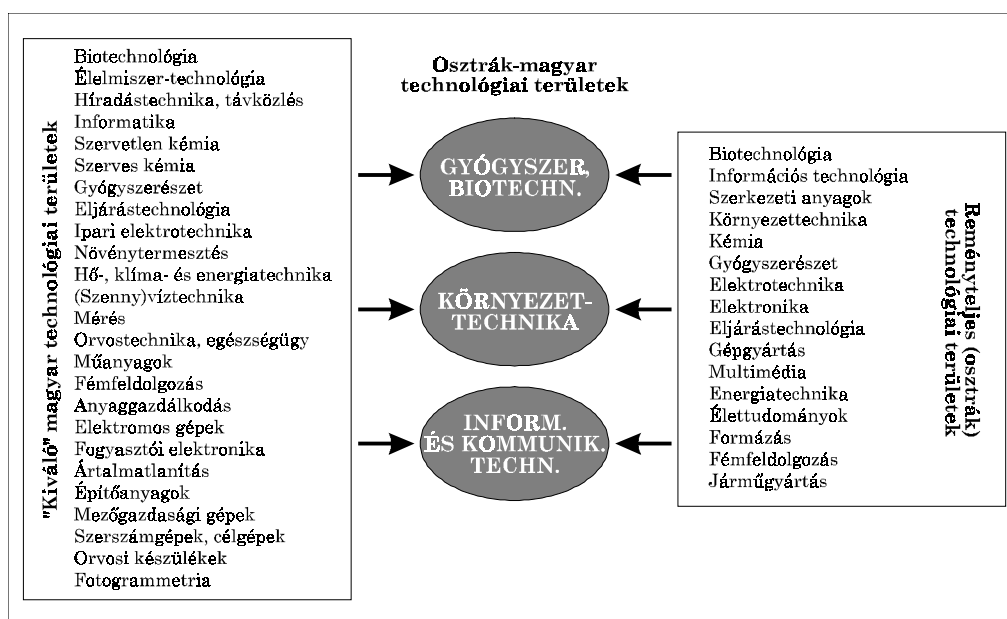 "Kiváló" magyar technológiai területek
Biotechnológia
Élelmiszer-technológia
Híradástechnika, távközlés
Informatika
Szervetlen kémia
Szerves kémia
Gyógyszerészet
Eljárástechnológia
Ipari elektrotechnika
Növénytermesztés
Hő-, klíma- és energiatechnika
(Szenny)víztechnika
Mérés
Orvostechnika, egészségügy
Műanyagok
Fémfeldolgozás
Anyaggazdálkodás
Elektromos gépek
Fogyasztói elektronika
Ártalmatlanítás
Építőanyagok
Mezőgazdasági gépek
Szerszámgépek, célgépek
Orvosi készülékek
Fotogrammetria
Osztrák-magyar
technológiai területek
GYÓGYSZER,
BIOTECHN.
KÖRNYEZET-
TECHNIKA
INFORM.
ÉS KOMMUNIK.
TECHN.
Biotechnológia
Információs technológia
Szerkezeti anyagok
Környezettechnika
Kémia
Gyógyszerészet
Elektrotechnika
Elektronika
Eljárástechnológia
Gépgyártás
Multimédia
Energiatechnika
Élettudományok
Formázás
Fémfeldolgozás
Járműgyártás
Reményteljes (osztrák)
technológiai területek